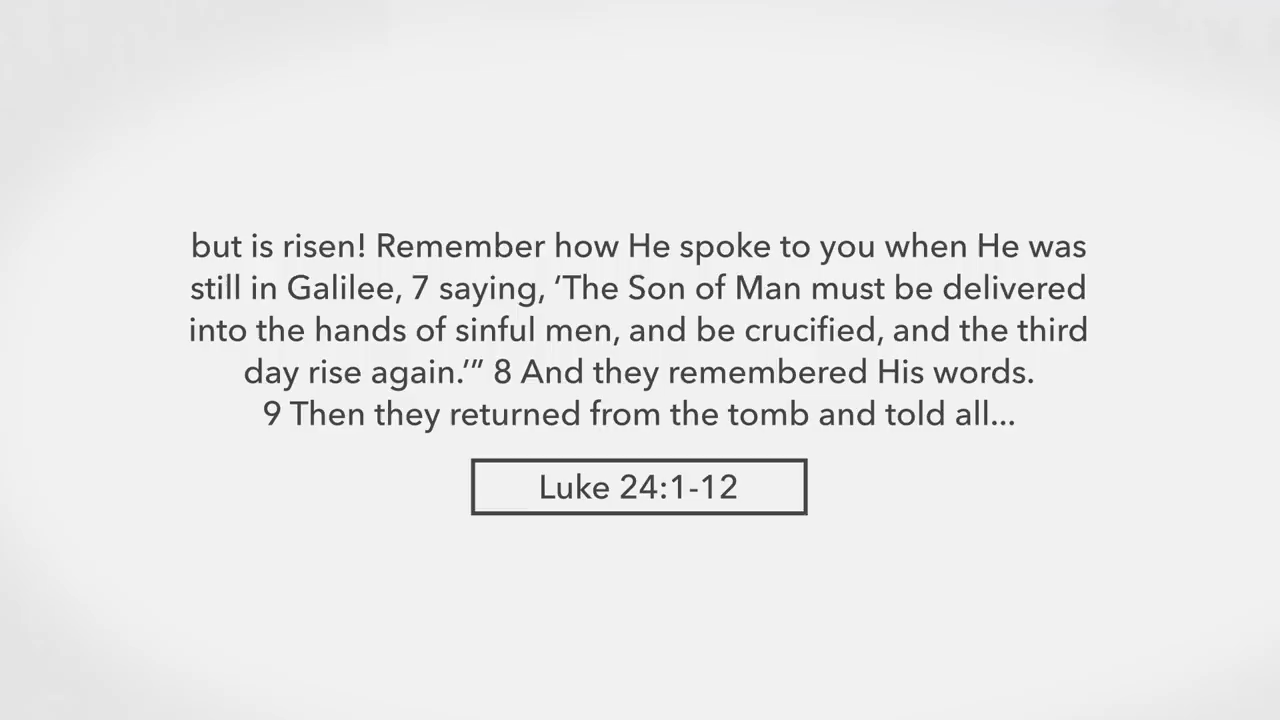 but is risen! Remember how He spoke to you when He was
still in Galilee, 7 saying, ‘The Son of Man must be delivered
into the hands of sinful men, and be crucified, and the third
day rise again.’” 8 And they remembered His words.
9 Then they returned from the tomb and told all...
Luke 24:1-12